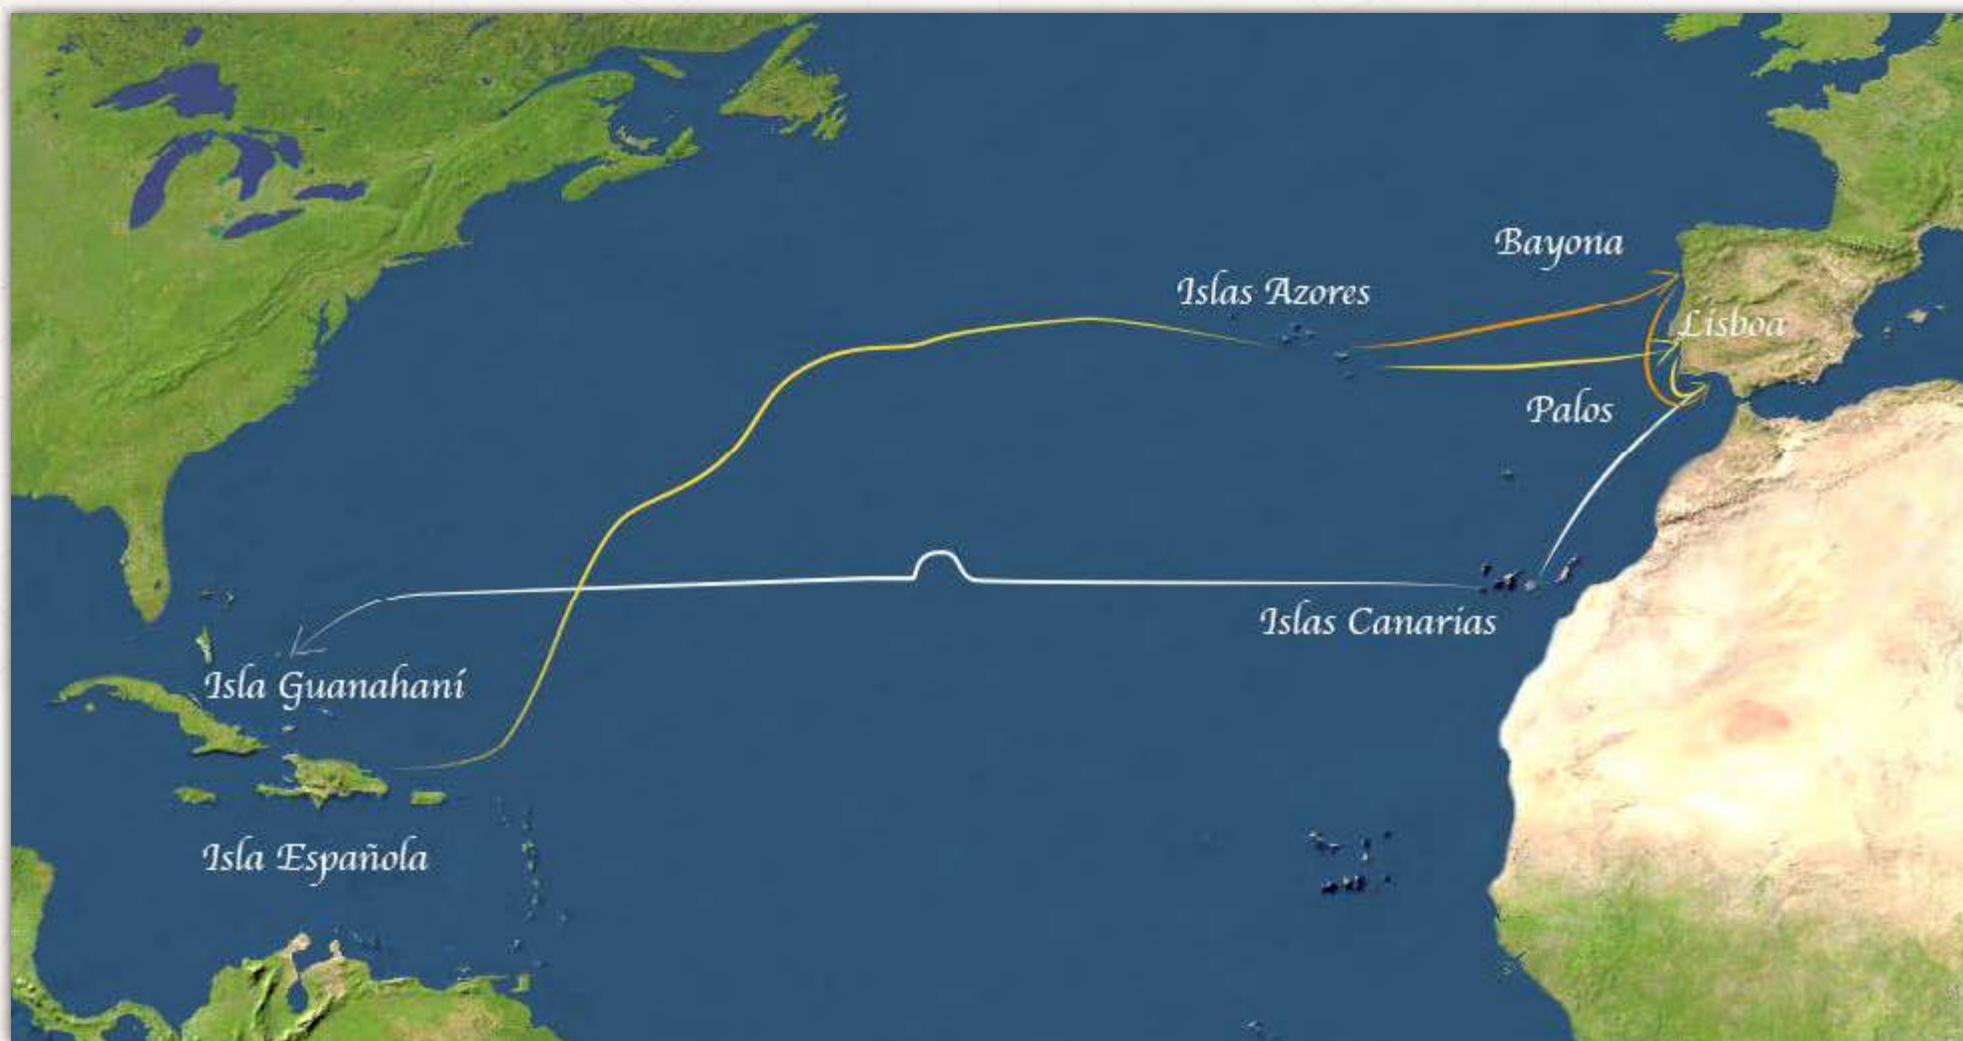 Bayona
Islas Azores
Lisboa
Palos
Islas Canarias
Isla Guanahaní
Isla Española